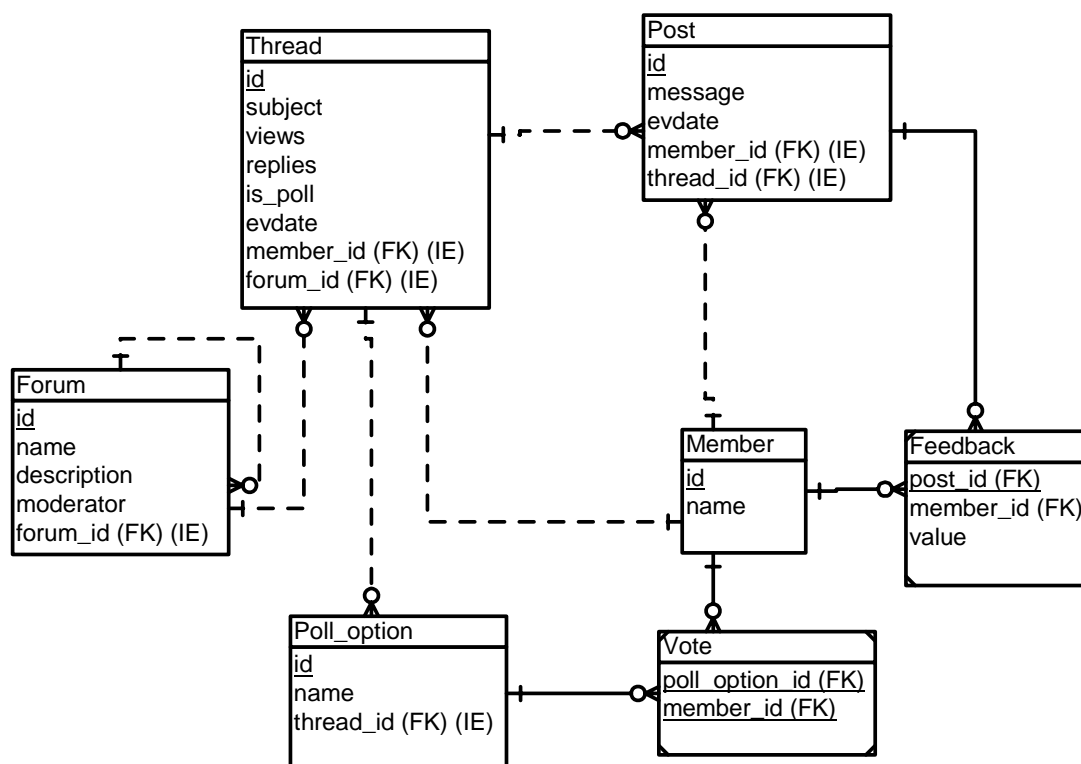 Thread
id
subject
views
replies
is_poll
evdate
member_id (FK) (IE)
forum_id (FK) (IE)
Post
id
message
evdate
member_id (FK) (IE)
thread_id (FK) (IE)
Forum
id
name
description
moderator
forum_id (FK) (IE)
Member
id
name
Feedback
post_id (FK)
member_id (FK)
value
Poll_option
id
name
thread_id (FK) (IE)
Vote
poll_option_id (FK)
member_id (FK)